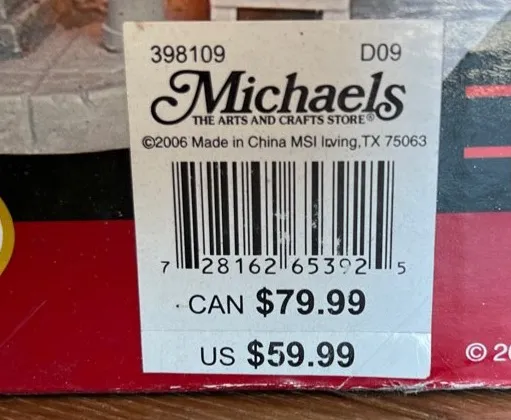 398109 D09
Michaels
THE ARTS AND CRAFTS STORE®
©2006 Made in China MSI Irving,TX 75063
7 28162 65392 5
CAN $79.99
US $59.99
© 20